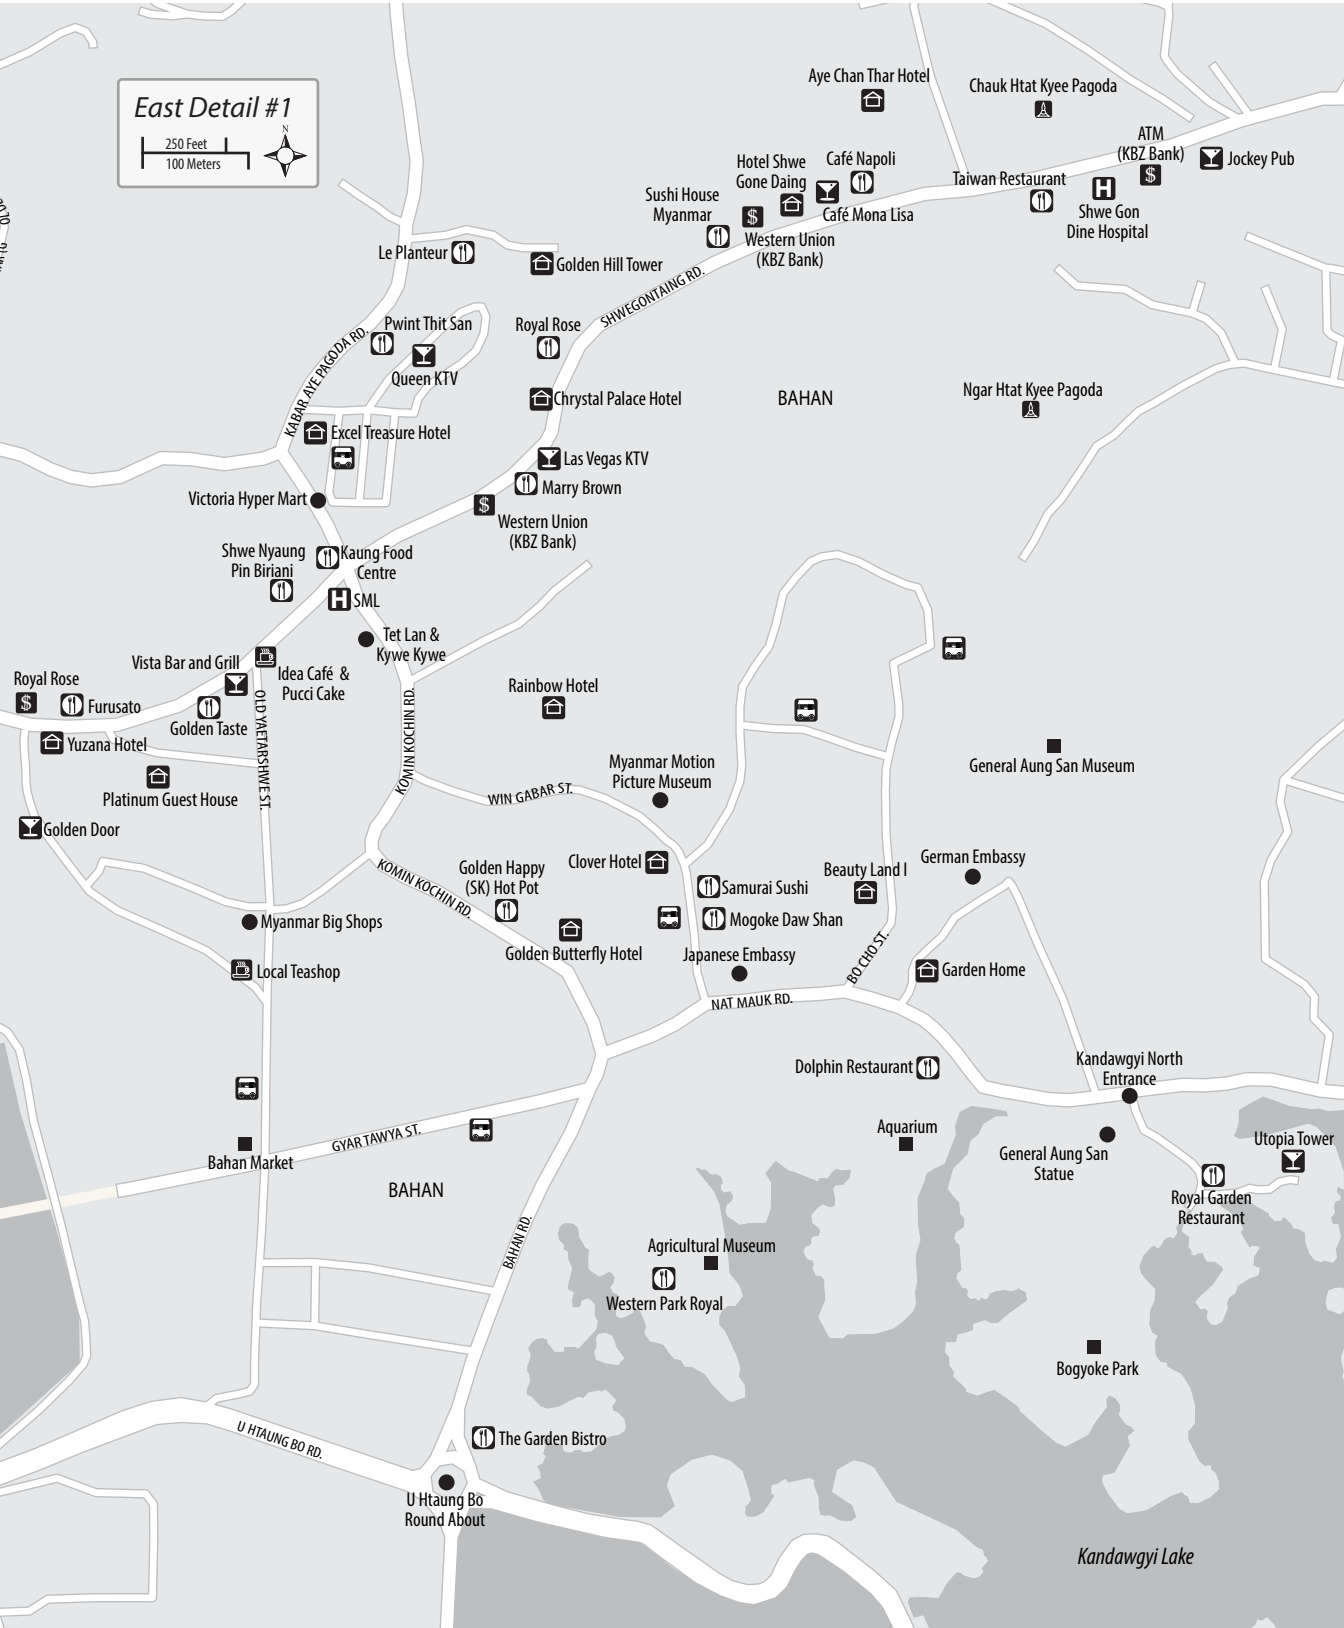 East Detail #1
N
250 Feet
100 Meters
Aye Chan Thar Hotel
Chauk Htat Kyee Pagoda
ATM
(KBZ Bank)
Jockey Pub
Hotel Shwe
Gone Daing
Café Napoli
Taiwan Restaurant
H
Shwe Gon
Dine Hospital
$
Sushi House
Myanmar
$
Café Mona Lisa
Western Union
(KBZ Bank)
Le Planteur
Golden Hill Tower
SHWEGONTAING RD.
KABAR AYE PAGODA RD.
Pwint Thit San
Queen KTV
Royal Rose
Chrystal Palace Hotel
BAHAN
Ngar Htat Kyee Pagoda
Excel Treasure Hotel
Las Vegas KTV
Marry Brown
Victoria Hyper Mart
$
Western Union
(KBZ Bank)
Shwe Nyaung
Pin Biriani
Kaung Food
Centre
H
SML
Tet Lan &
Kywe Kywe
Vista Bar and Grill
Idea Café &
Pucci Cake
Royal Rose
$
Furusato
Golden Taste
OLD YAETARSHWE ST.
KOMIN KOCHIN RD.
Rainbow Hotel
Yuzana Hotel
Platinum Guest House
Golden Door
WIN GABAR ST.
Myanmar Motion
Picture Museum
General Aung San Museum
KOMIN KOCHIN RD.
Golden Happy
(SK) Hot Pot
Clover Hotel
Samurai Sushi
Beauty Land I
German Embassy
Mogoke Daw Shan
Myanmar Big Shops
Golden Butterfly Hotel
Japanese Embassy
BO CHO ST.
Local Teashop
Garden Home
NAT MAUK RD.
Dolphin Restaurant
Kandawgyi North
Entrance
Aquarium
GYAR TAWYA ST.
Bahan Market
General Aung San
Statue
Utopia Tower
BAHAN
Royal Garden
Restaurant
BAHAN RD.
Agricultural Museum
Western Park Royal
Bogyoke Park
U HTAUNG BO RD.
The Garden Bistro
U Htaung Bo
Round About
Kandawgyi Lake